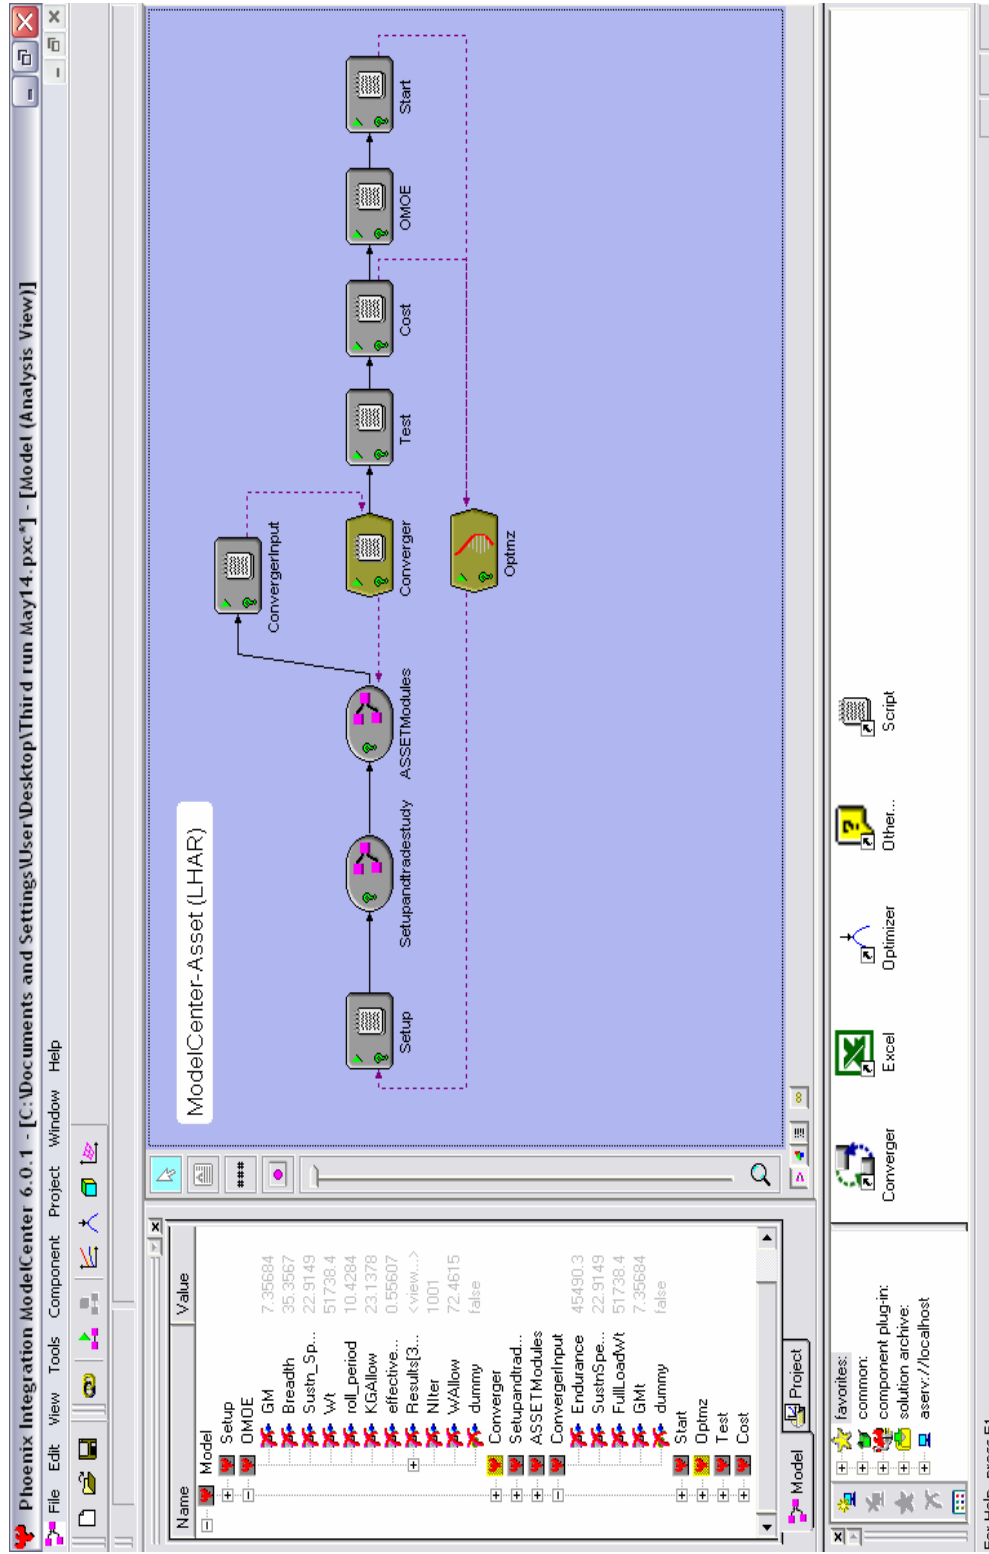 Phoenix Integration ModelCenter 6.0.1 - [C:\Documents and Settings\User\Desktop\Third run May14.pxc*] - [Model (Analysis View)]
File Edit View Tools Component Project Window Help
Name Value
Model
Setup
OMOE
GM 7.35684
Breadth 35.3567
Sustn_Sp... 22.9149
Wt 51738.4
roll_period 10.4284
KGAllow 23.1378
effective... 0.55607
Results[3... <view...>
NIter 1001
WAllow 72.4615
dummy false
Converger
Setupandtrad...
ASSETModules
ConvergerInput
Endurance 45490.3
SustnSpe... 22.9149
FullLoadWt 51738.4
GMt 7.35684
dummy false
Start
Optmz
Test
Cost
Model Project
ModelCenter-Asset (LHAR)
ConvergerInput
Setup Setupandtradestudy ASSETModules Converger Test Cost OMOE Start
Optmz
favorites:
common:
component plug-in:
solution archive:
aserv://localhost
Converger Excel Optimizer Other... Script
For Help, press F1